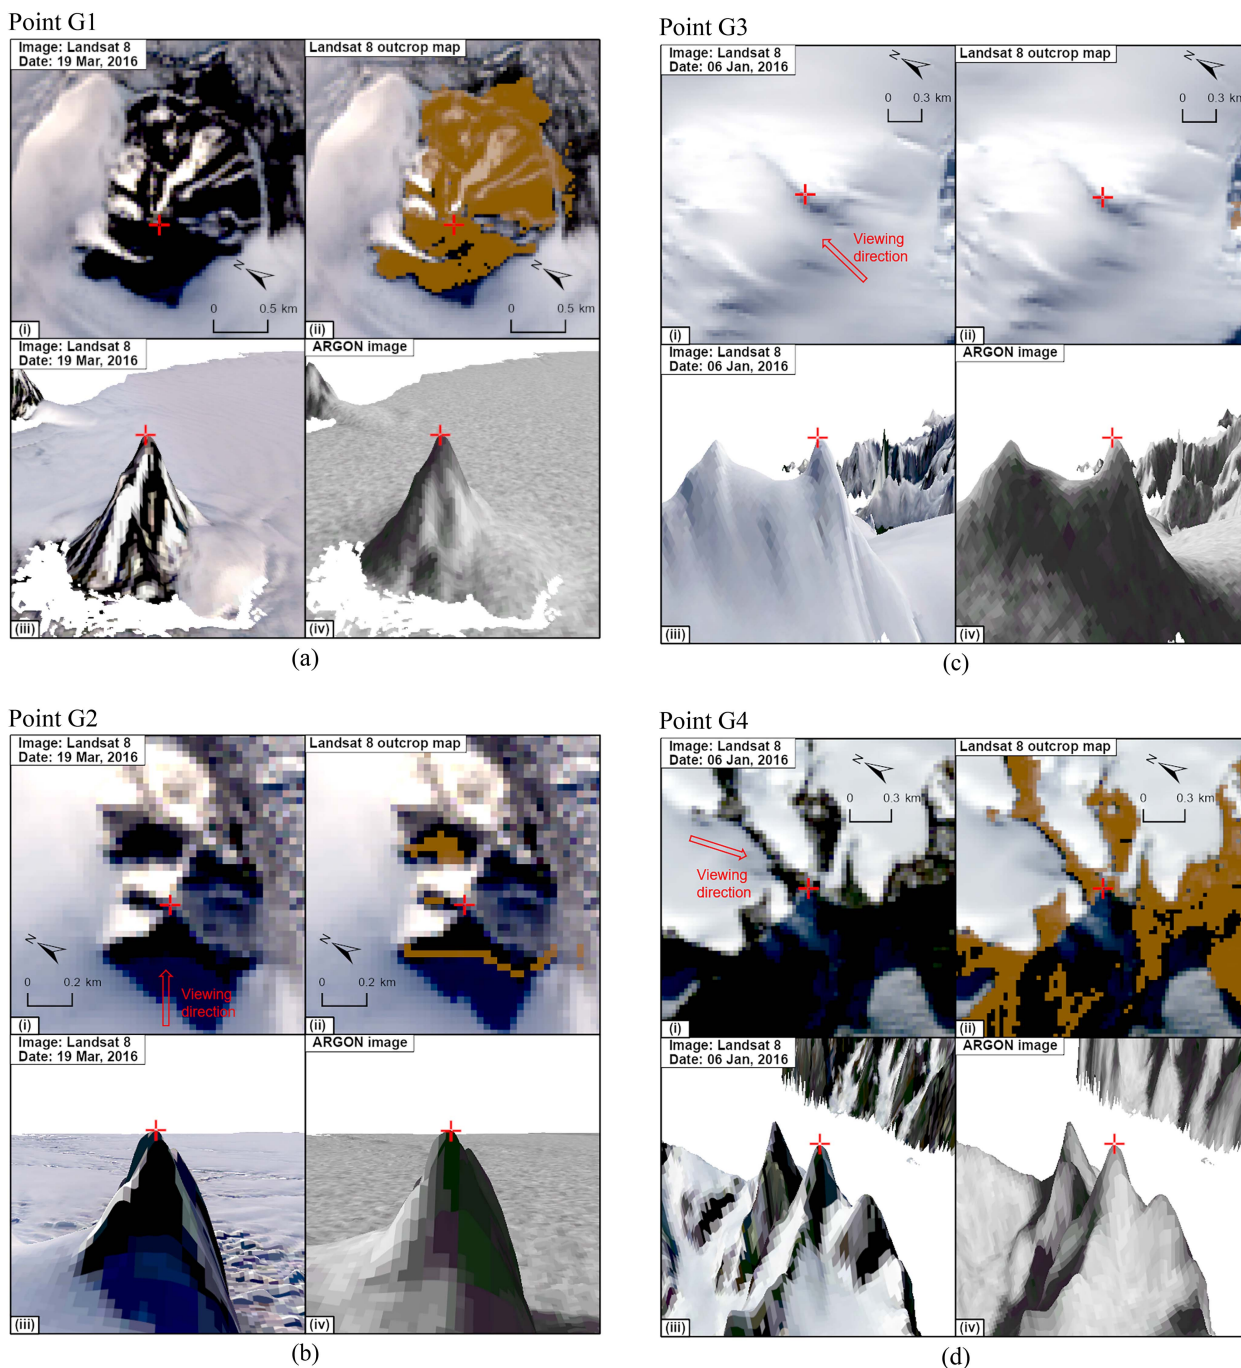 Point G1
Image: Landsat 8
Date: 19 Mar, 2016
Landsat 8 outcrop map
N
N
0 0.5 km
0 0.5 km
(i)
(ii)
Image: Landsat 8
Date: 19 Mar, 2016
ARGON image
(iii)
(iv)
(a)
Point G3
Image: Landsat 8
Date: 06 Jan, 2016
Landsat 8 outcrop map
N
N
0 0.3 km
0 0.3 km
Viewing
direction
(i)
(ii)
Image: Landsat 8
Date: 06 Jan, 2016
ARGON image
(iii)
(iv)
(c)
Point G2
Image: Landsat 8
Date: 19 Mar, 2016
Landsat 8 outcrop map
N
N
0 0.2 km
0 0.2 km
Viewing
direction
(i)
(ii)
Image: Landsat 8
Date: 19 Mar, 2016
ARGON image
(iii)
(iv)
(b)
Point G4
Image: Landsat 8
Date: 06 Jan, 2016
Landsat 8 outcrop map
N
N
0 0.3 km
0 0.3 km
Viewing
direction
(i)
(ii)
Image: Landsat 8
Date: 06 Jan, 2016
ARGON image
(iii)
(iv)
(d)